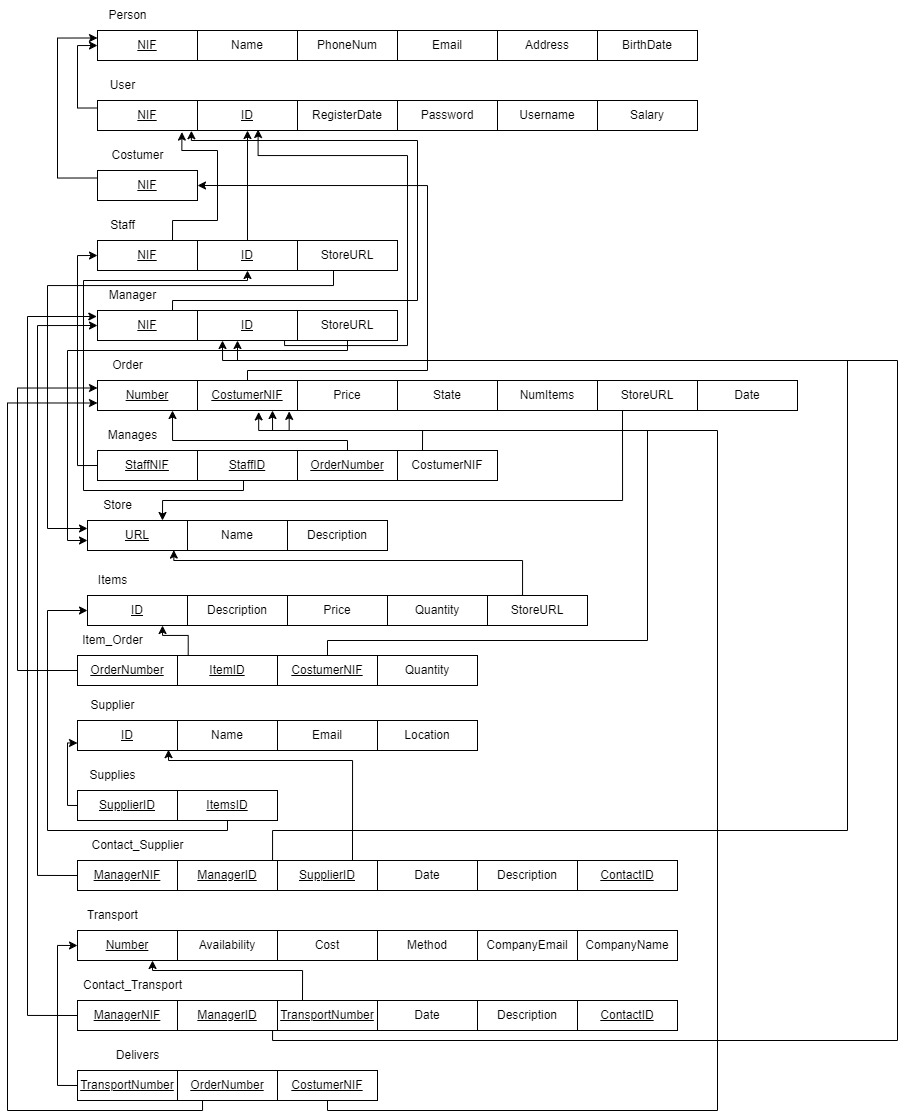 Person
NIF Name PhoneNum Email Address BirthDate
User
NIF ID RegisterDate Password Username Salary
Costumer
NIF
Staff
NIF ID StoreURL
Manager
NIF ID StoreURL
Order
Number CostumerNIF Price State NumItems StoreURL Date
Manages
StaffNIF StaffID OrderNumber CostumerNIF
Store
URL Name Description
Items
ID Description Price Quantity StoreURL
Item_Order
OrderNumber ItemID CostumerNIF Quantity
Supplier
ID Name Email Location
Supplies
SupplierID ItemsID
Contact_Supplier
ManagerNIF ManagerID SupplierID Date Description ContactID
Transport
Number Availability Cost Method CompanyEmail CompanyName
Contact_Transport
ManagerNIF ManagerID TransportNumber Date Description ContactID
Delivers
TransportNumber OrderNumber CostumerNIF